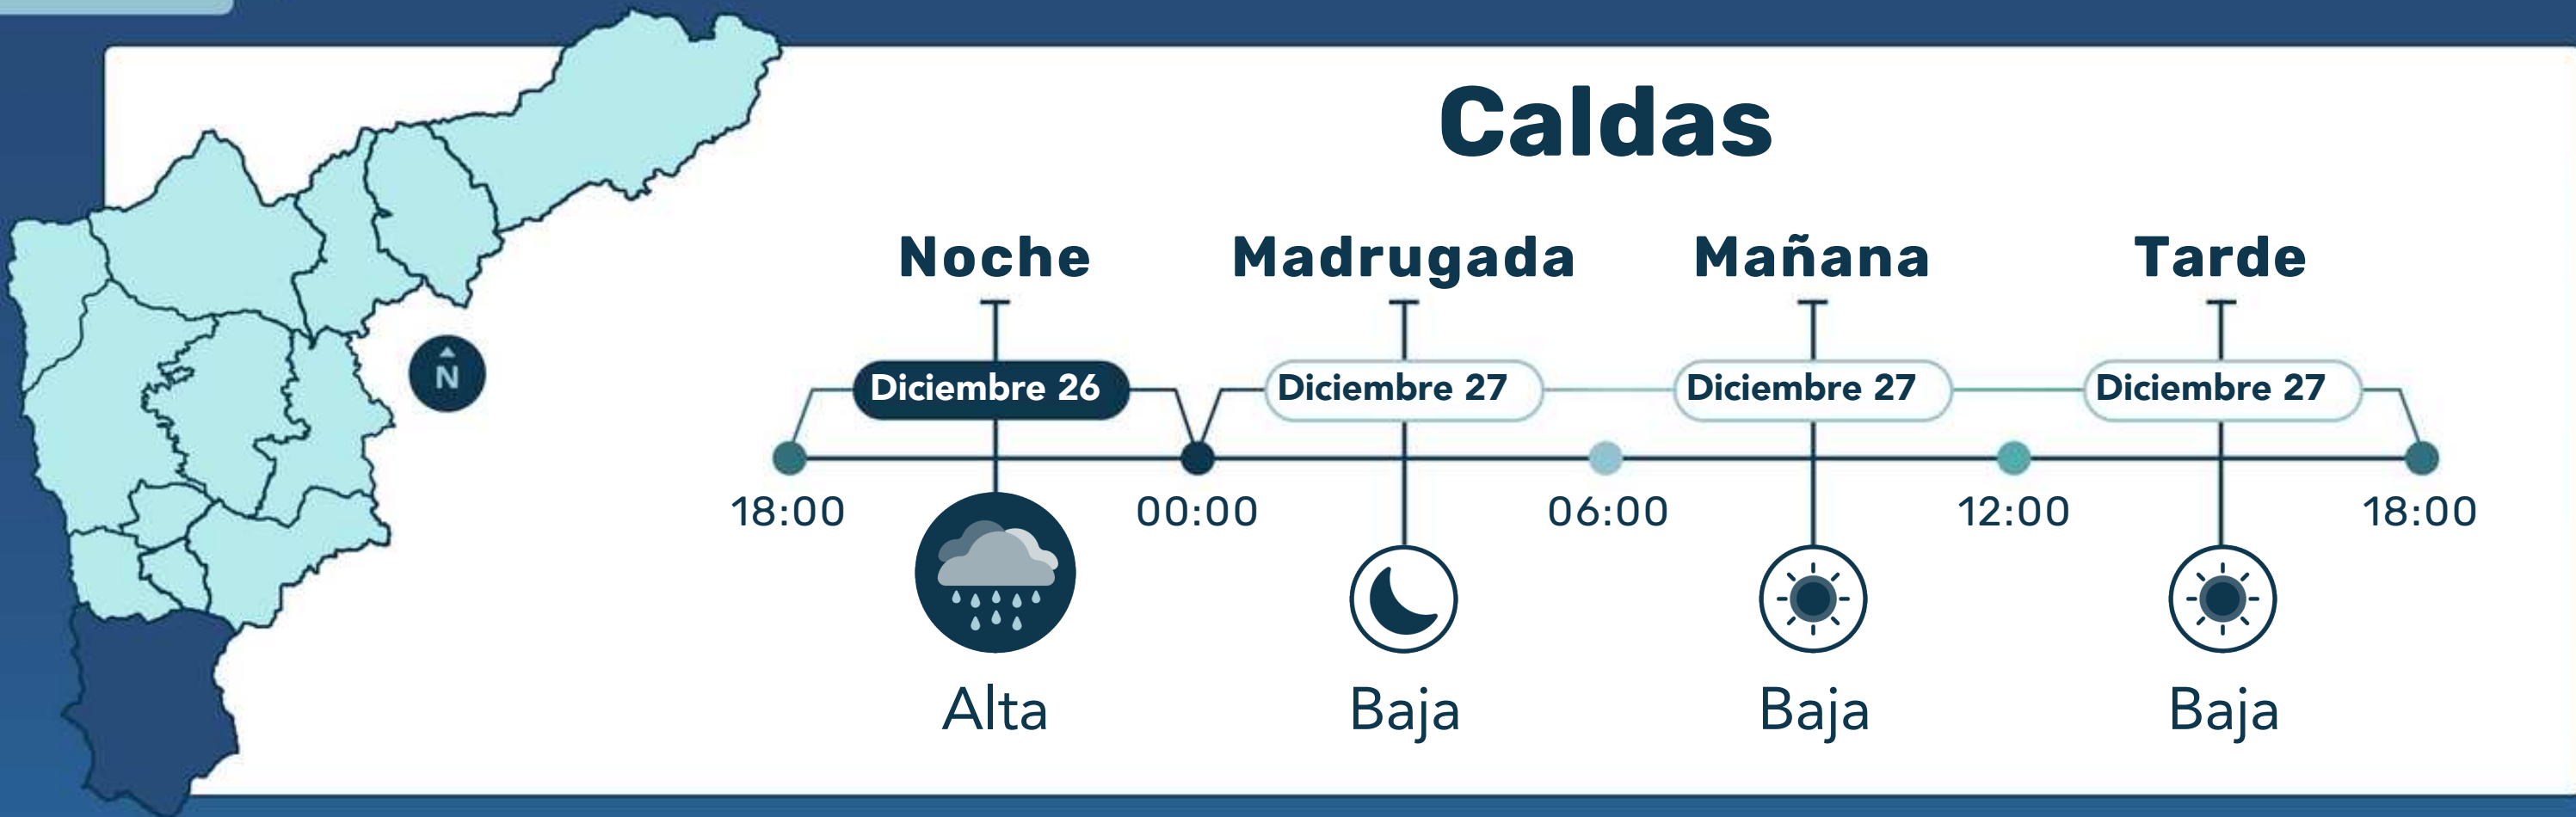 Caldas
Noche Madrugada Mañana Tarde
Diciembre 26 Diciembre 27 Diciembre 27 Diciembre 27
N
18:00 00:00 06:00 12:00 18:00
Alta Baja Baja Baja